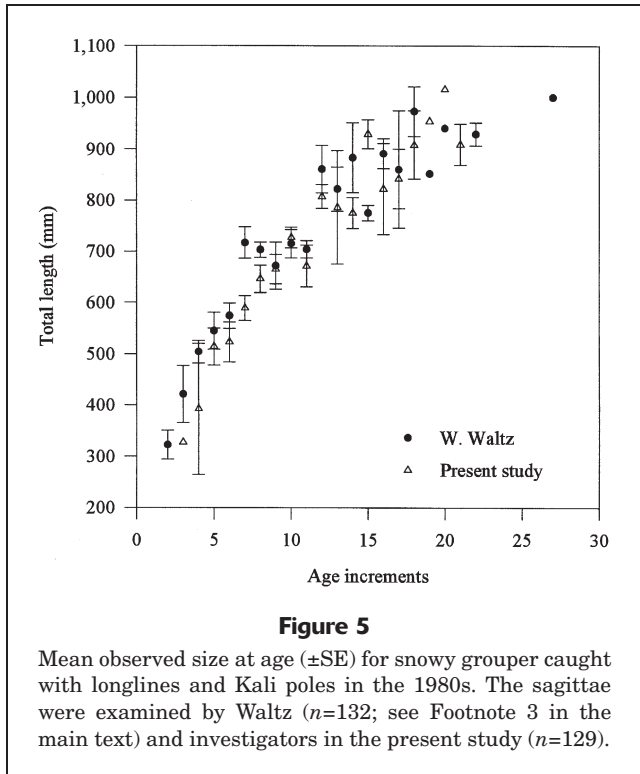 1,100
1,000
900
800
700
600
500
400
300
200
Total length (mm)
W. Waltz
Present study
0 5 10 15 20 25 30
Age increments
Figure 5
Mean observed size at age (±SE) for snowy grouper caught
with longlines and Kali poles in the 1980s. The sagittae
were examined by Waltz (n=132; see Footnote 3 in the
main text) and investigators in the present study (n=129).